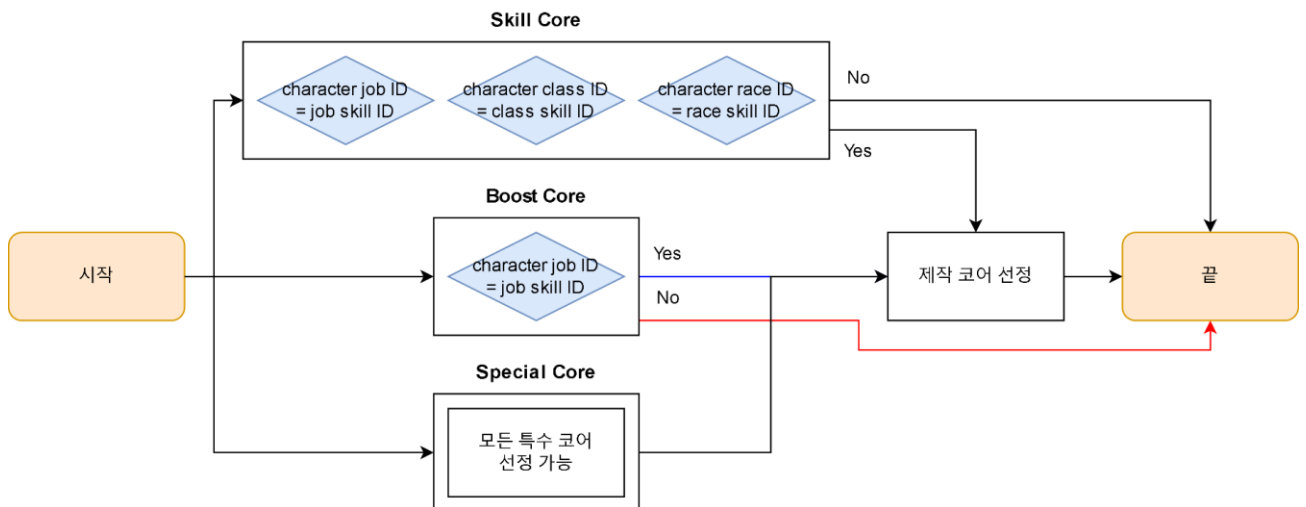 Skill Core
character job ID
= job skill ID
character class ID
= class skill ID
character race ID
= race skill ID
No
Yes
Boost Core
시작
character job ID
= job skill ID
Yes
No
제작 코어 선정
끝
Special Core
모든 특수 코어
선정 가능